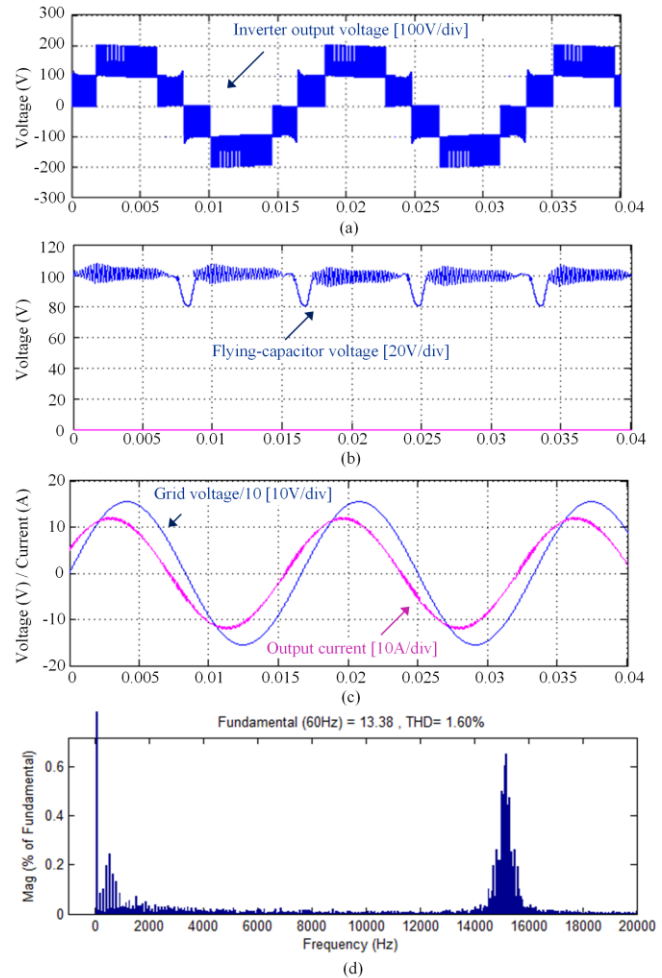 300
Inverter output voltage [100V/div]
200
100
0
-100
-200
-300
Voltage (V)
0 0.005 0.01 0.015 0.02 0.025 0.03 0.035 0.04
(a)
120
100
80
60
40
20
0
Voltage (V)
Flying-capacitor voltage [20V/div]
0 0.005 0.01 0.015 0.02 0.025 0.03 0.035 0.04
(b)
20
10
0
-10
-20
Voltage (V) / Current (A)
Grid voltage/10 [10V/div]
Output current [10A/div]
0 0.005 0.01 0.015 0.02 0.025 0.03 0.035 0.04
(c)
Fundamental (60Hz) = 13.38 , THD= 1.60%
0.6
0.4
0.2
0
Mag (% of Fundamental)
0 2000 4000 6000 8000 10000 12000 14000 16000 18000 20000
Frequency (Hz)
(d)